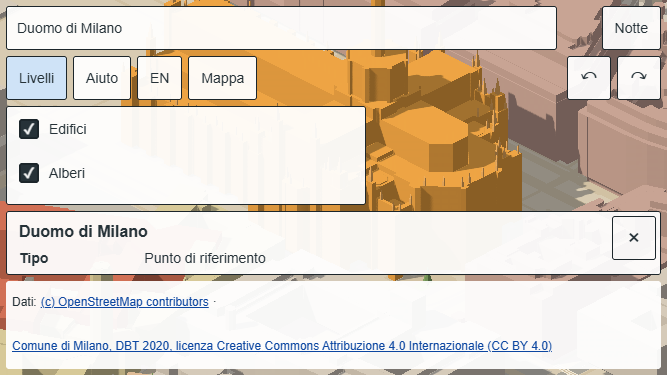 Duomo di Milano
Notte
Livelli
Aiuto
EN
Mappa
Edifici
Alberi
Duomo di Milano
Tipo Punto di riferimento
Dati: (c) OpenStreetMap contributors ·
Comune di Milano, DBT 2020, licenza Creative Commons Attribuzione 4.0 Internazionale (CC BY 4.0)